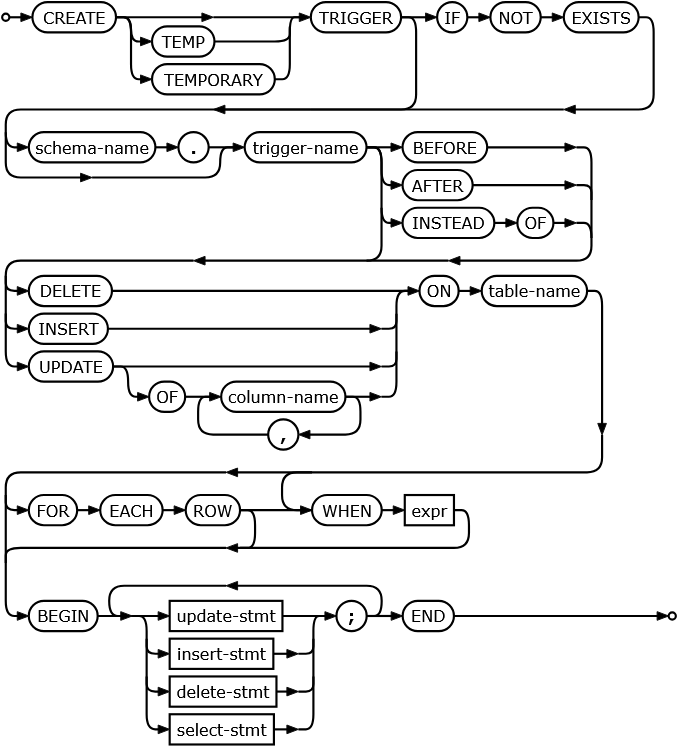 CREATE TRIGGER IF NOT EXISTS
TEMP
TEMPORARY
schema-name . trigger-name BEFORE
AFTER
INSTEAD OF
DELETE ON table-name
INSERT
UPDATE
OF column-name
,
FOR EACH ROW WHEN expr
BEGIN update-stmt ; END
insert-stmt
delete-stmt
select-stmt